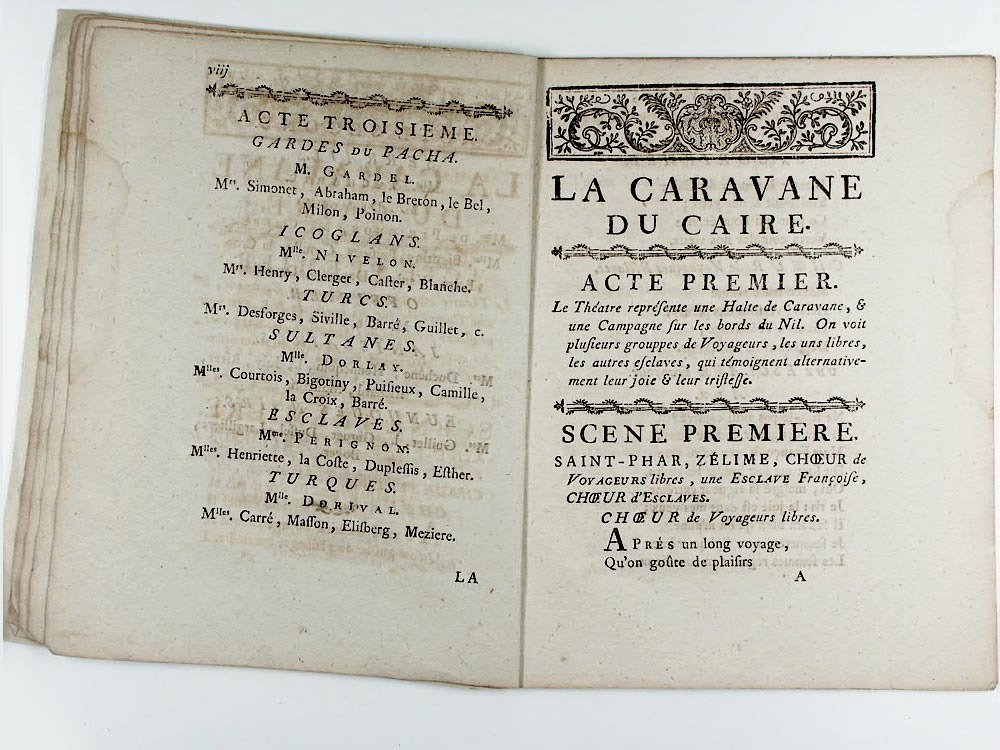 viij
ACTE TROISIEME.
GARDES DU PACHA.
M. GARDEL.
Mrs. Simonet, Abraham, le Breton, le Bel,
Milon, Poinon.
ICOGLANS.
Mlle. NIVELON.
Mrs. Henry, Clerget, Caſter, Blanche.
TURCS.
Mrs. Desforges, Siville, Barré, Guillet, c.
SULTANES.
Mlle. DORLAY.
Mlles. Courtois, Bigotiny, Puiſieux, Camille,
la Croix, Barré.
ESCLAVES.
Mme. PERIGNON.
Mlles. Henriette, la Coſte, Dupleſſis, Eſther.
TURQUES.
Mlle. DORIVAL.
Mlles. Carré, Maſſon, Eliſberg, Meziere.
LA
LA CARAVANE
DU CAIRE.
ACTE PREMIER.
Le Théatre repréſente une Halte de Caravane, &
une Campagne ſur les bords du Nil. On voit
pluſieurs grouppes de Voyageurs, les uns libres,
les autres eſclaves, qui témoignent alternative-
ment leur joie & leur triſteſſe.
SCENE PREMIERE.
SAINT-PHAR, ZÉLIME, CHŒUR de
VOYAGEURS libres, une ESCLAVE Françoiſe,
CHŒUR d'ESCLAVES.
CHŒUR de Voyageurs libres.
APRÉS un long voyage,
Qu'on goûte de plaiſirs
A